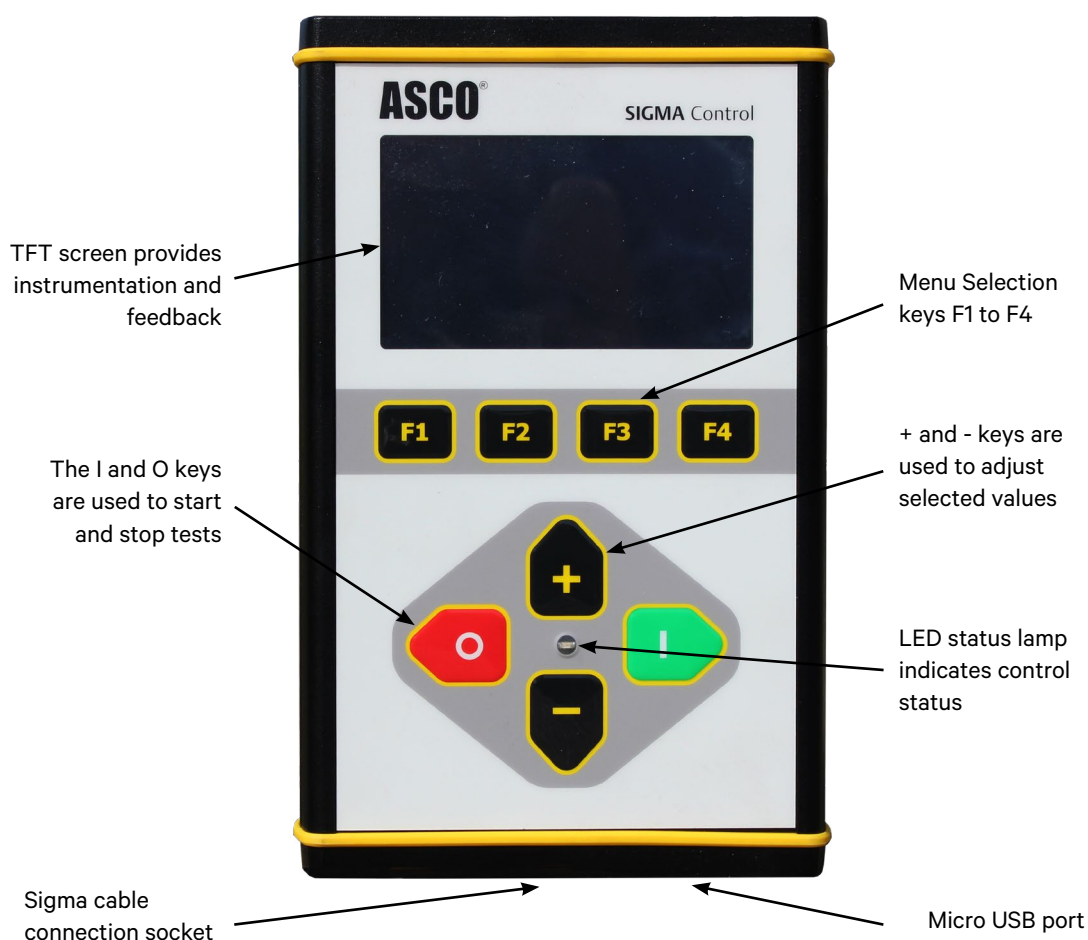 ASCO®
SIGMA Control
TFT screen provides
instrumentation and
feedback
Menu Selection
keys F1 to F4
F1 F2 F3 F4
+ and - keys are
used to adjust
selected values
The I and O keys
are used to start
and stop tests
+
O I
LED status lamp
indicates control
status
−
Sigma cable
connection socket
Micro USB port